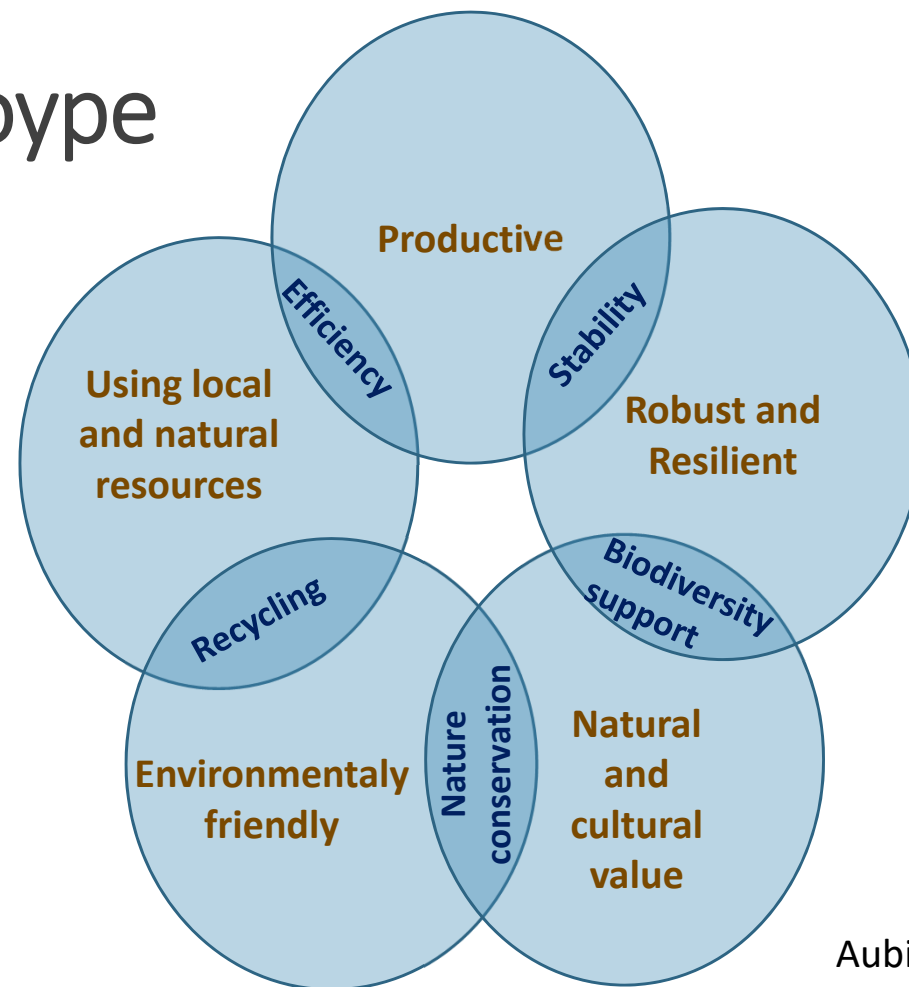 oype
Productive
Efficiency
Stability
Using local
and natural
resources
Robust and
Resilient
Recycling
Biodiversity
support
Nature
conservation
Environmentaly
friendly
Natural
and
cultural
value
Aubi